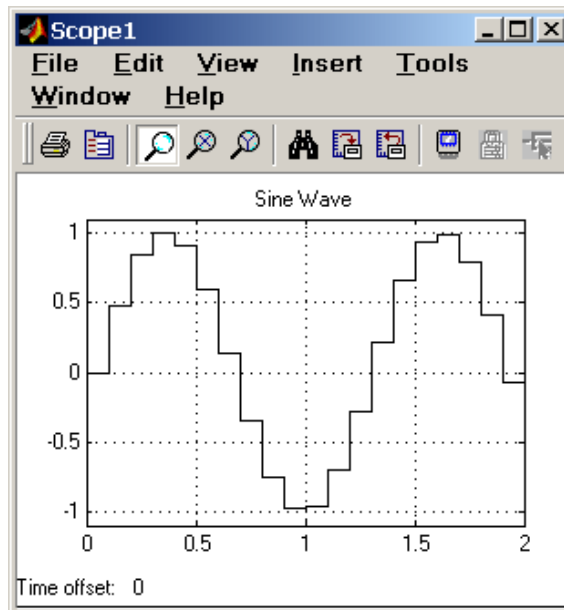 Scope1
File Edit View Insert Tools
Window Help
Sine Wave
1
0.5
0
-0.5
-1
0 0.5 1 1.5 2
Time offset: 0